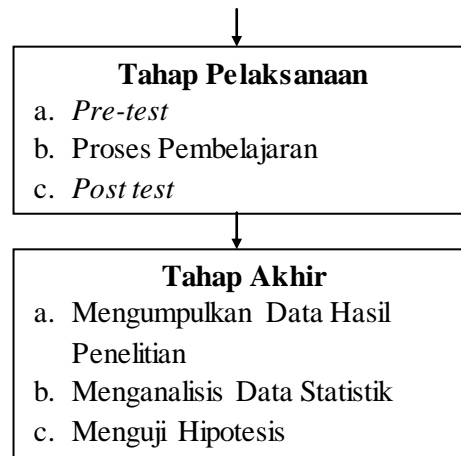 Tahap Pelaksanaan
a. Pre-test
b. Proses Pembelajaran
c. Post test
Tahap Akhir
a. Mengumpulkan Data Hasil
Penelitian
b. Menganalisis Data Statistik
c. Menguji Hipotesis